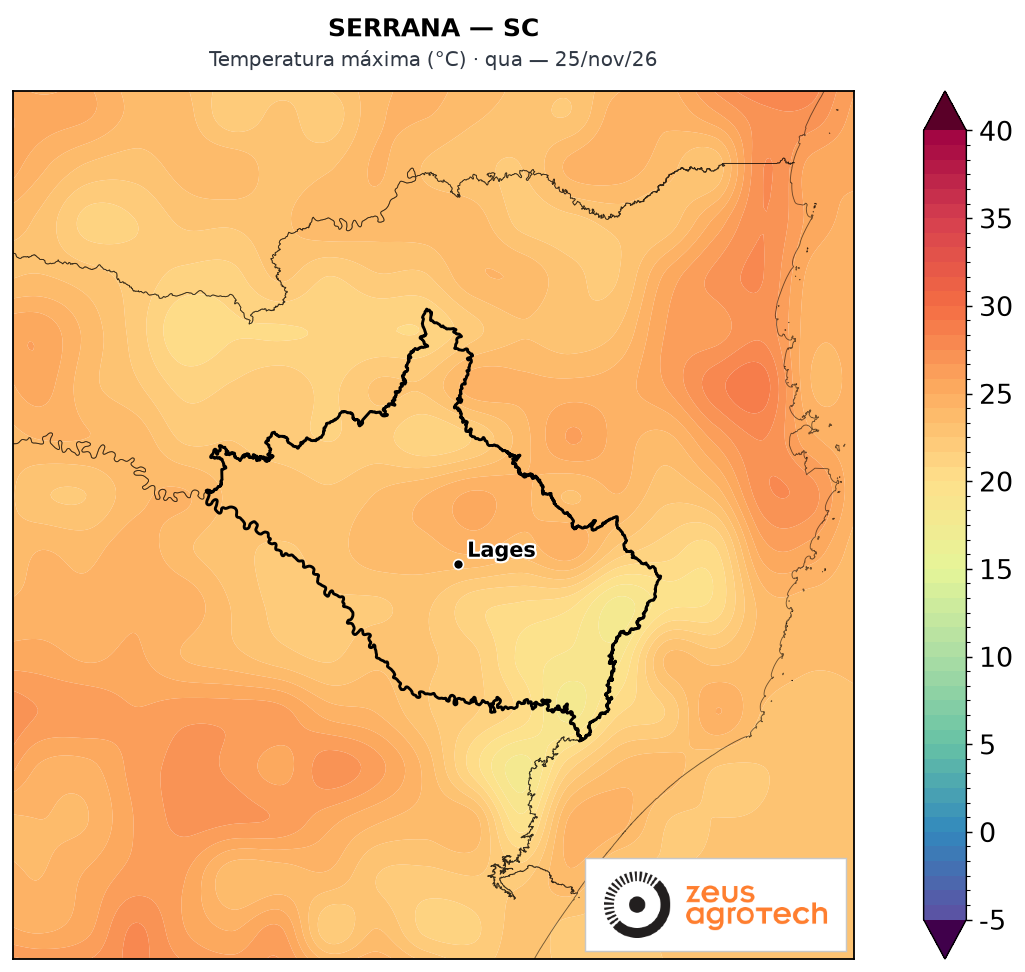 SERRANA — SC
Temperatura máxima (°C) · qua — 25/nov/26
40
35
30
25
20
15
10
5
0
-5
Lages
zeus
agrotech